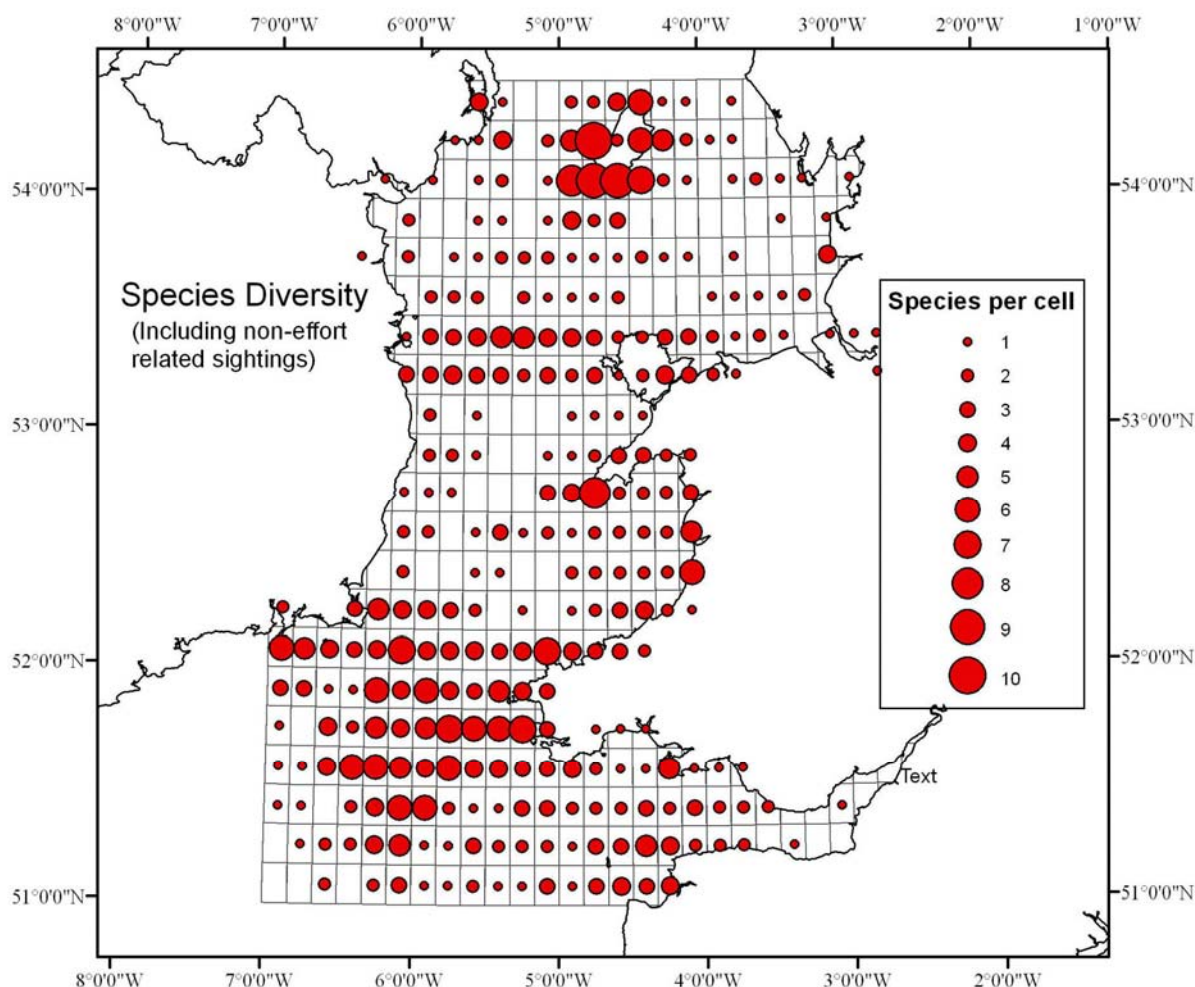 8°0'0"W 7°0'0"W 6°0'0"W 5°0'0"W 4°0'0"W 3°0'0"W 2°0'0"W 1°0'0"W
54°0'0"N 54°0'0"N
Species Diversity
(Including non-effort
related sightings)
Species per cell
1
2
3
4
5
6
7
8
9
10
53°0'0"N 53°0'0"N
52°0'0"N 52°0'0"N
Text
51°0'0"N 51°0'0"N
8°0'0"W 7°0'0"W 6°0'0"W 5°0'0"W 4°0'0"W 3°0'0"W 2°0'0"W